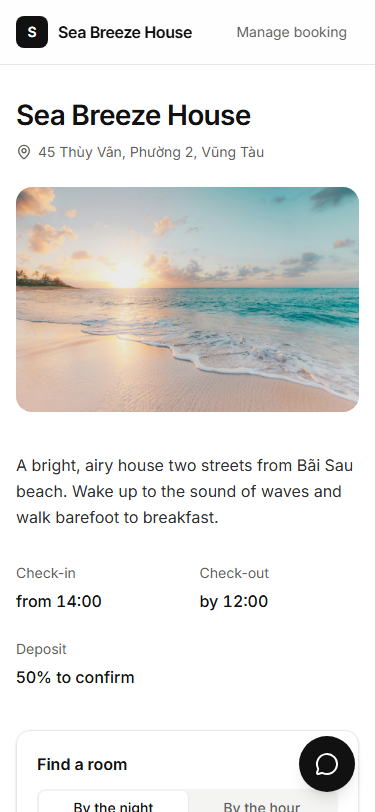 S Sea Breeze House Manage booking
Sea Breeze House
45 Thùy Vân, Phường 2, Vũng Tàu
A bright, airy house two streets from Bãi Sau
beach. Wake up to the sound of waves and
walk barefoot to breakfast.
Check-in Check-out
from 14:00 by 12:00
Deposit
50% to confirm
Find a room
By the night By the hour